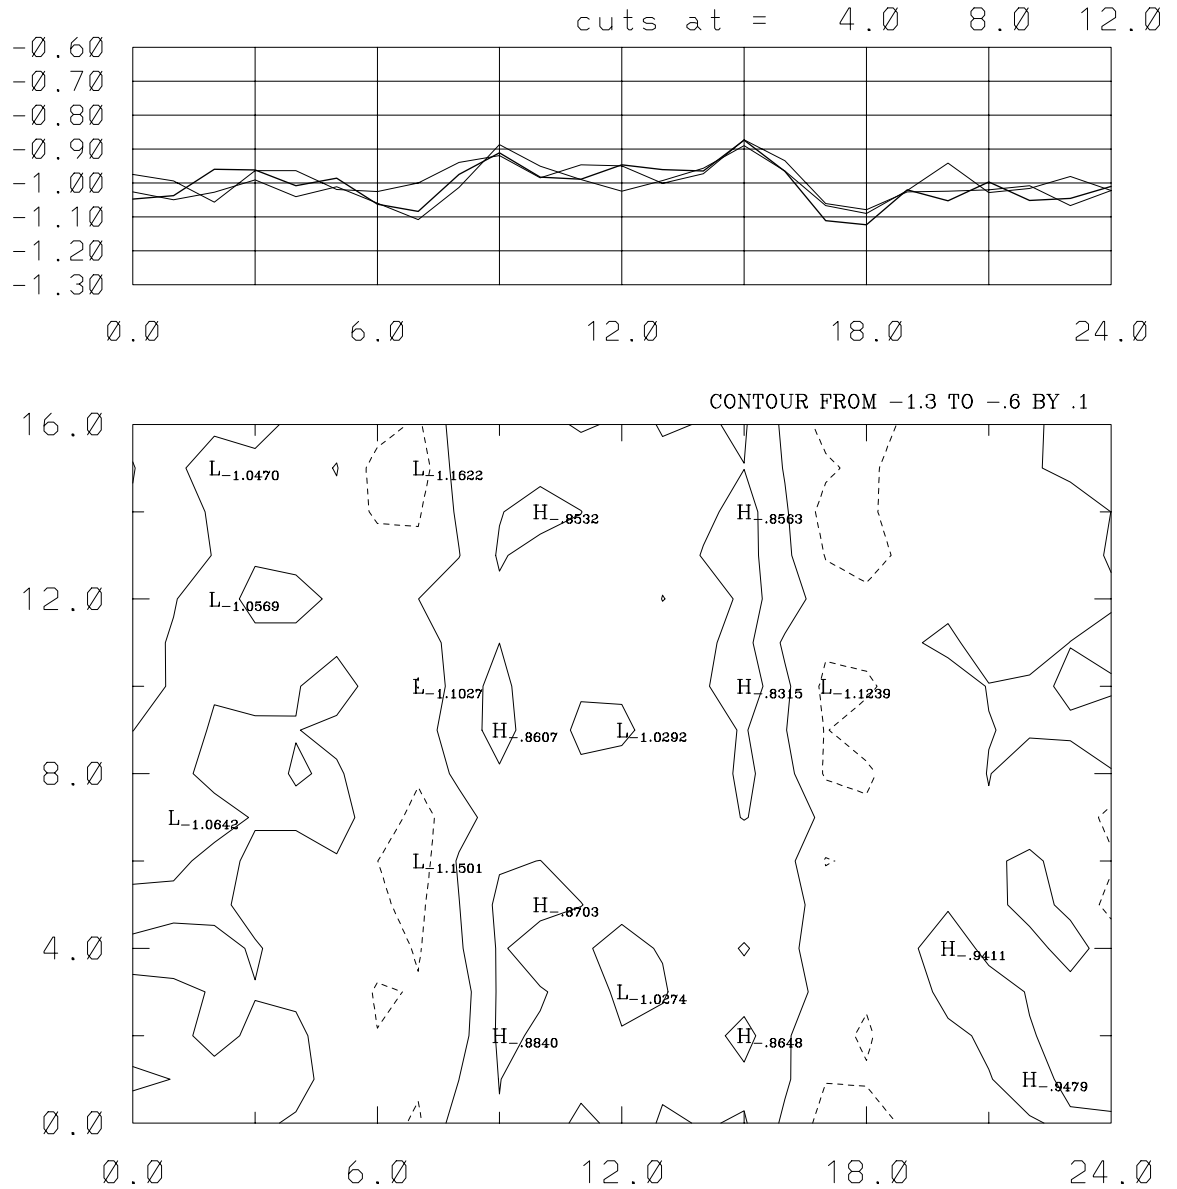 cuts at = 4.0 8.0 12.0
-0.60
-0.70
-0.80
-0.90
-1.00
-1.10
-1.20
-1.30
0.0 6.0 12.0 18.0 24.0
CONTOUR FROM -1.3 TO -.6 BY .1
16.0
L-1.0470 L-1.1622
H-.8532 H-.8563
12.0
L-1.0569
L-1.1027 H-.8315 L-1.1239
H-.8607 L-1.0292
8.0
L-1.0642
L-1.1501
H-.8703
4.0
H-.9411
L-1.0274
H-.8840 H-.8648
H-.9479
0.0
0.0 6.0 12.0 18.0 24.0